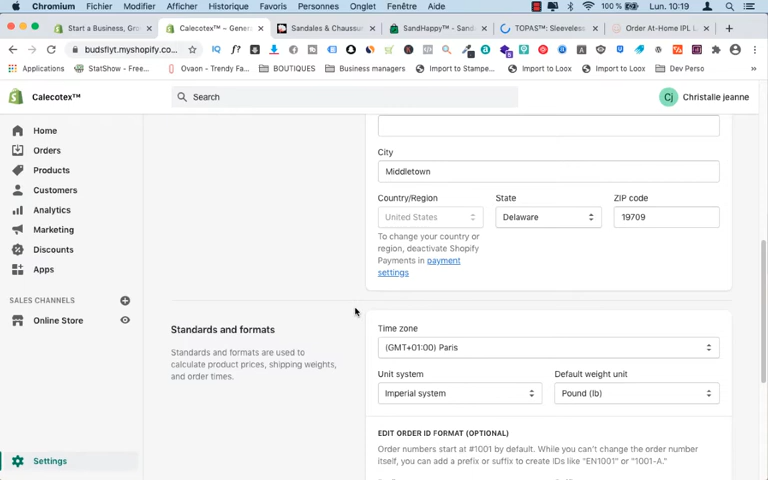 Chromium Fichier Modifier Afficher Historique Favoris Personnes Onglet Fenêtre Aide 100 % Lun. 10:19
Start a Business, Gro
Calecotex™ ~ Gener
Sandales & Chaussur
SandHappy™ - Sand
TOPAS™: Sleeveless
Order At-Home IPL L
budsfiyt.myshopify.co...
Applications StatShow - Free... Ovaon - Trendy Fa... BOUTIQUES Business managers Import to Stampe... Import to Loox Import to Loox Dev Perso
Calecotex™
Search
Cj Christalle jeanne
Home
Orders
Products
Customers
Analytics
Marketing
Discounts
Apps
SALES CHANNELS
Online Store
Settings
City
Middletown
Country/Region State ZIP code
United States Delaware 19709
To change your country or
region, deactivate Shopify
Payments in payment
settings
Standards and formats
Standards and formats are used to
calculate product prices, shipping weights,
and order times.
Time zone
(GMT+01:00) Paris
Unit system Default weight unit
Imperial system Pound (lb)
EDIT ORDER ID FORMAT (OPTIONAL)
Order numbers start at #1001 by default. While you can't change the order number
itself, you can add a prefix or suffix to create IDs like "EN1001" or "1001-A."